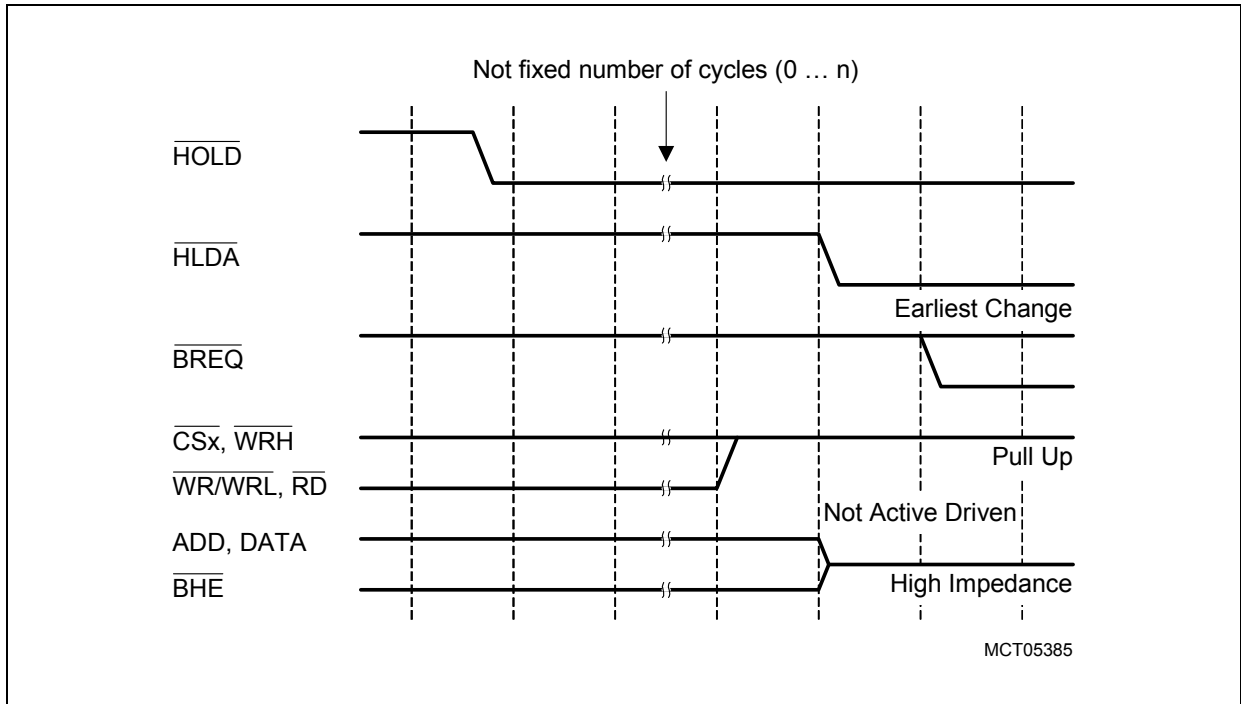 Not fixed number of cycles (0 … n)
HOLD
HLDA
Earliest Change
BREQ
CSx, WRH
Pull Up
WR/WRL, RD
Not Active Driven
ADD, DATA
BHE
High Impedance
MCT05385